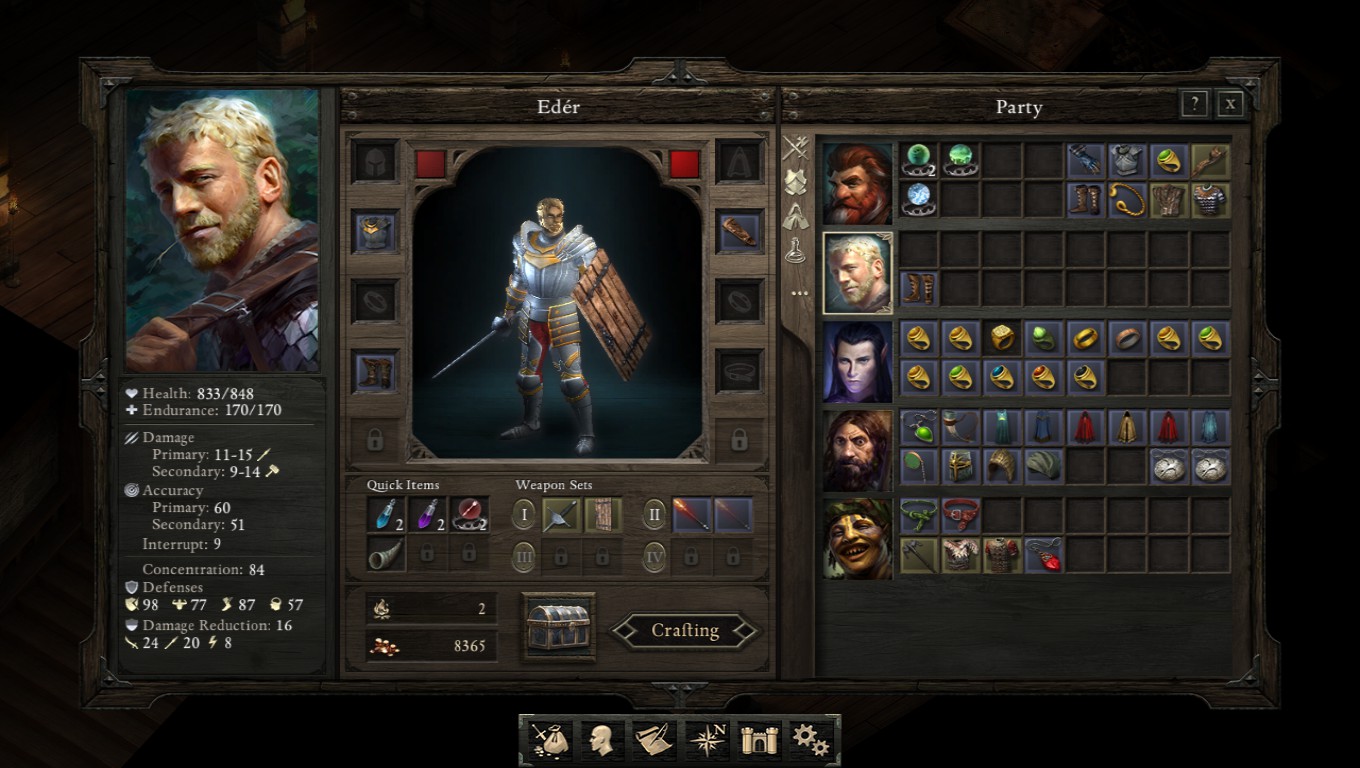 Edér
Party
? X
Health: 833/848
Endurance: 170/170
Damage
Primary: 11-15
Secondary: 9-14
Accuracy
Primary: 60
Secondary: 51
Interrupt: 9
Concentration: 84
Defenses
98 77 87 57
Damage Reduction: 16
24 20 8
Quick Items
2 2 2
Weapon Sets
I II
III IV
2
8365
Crafting
2
N